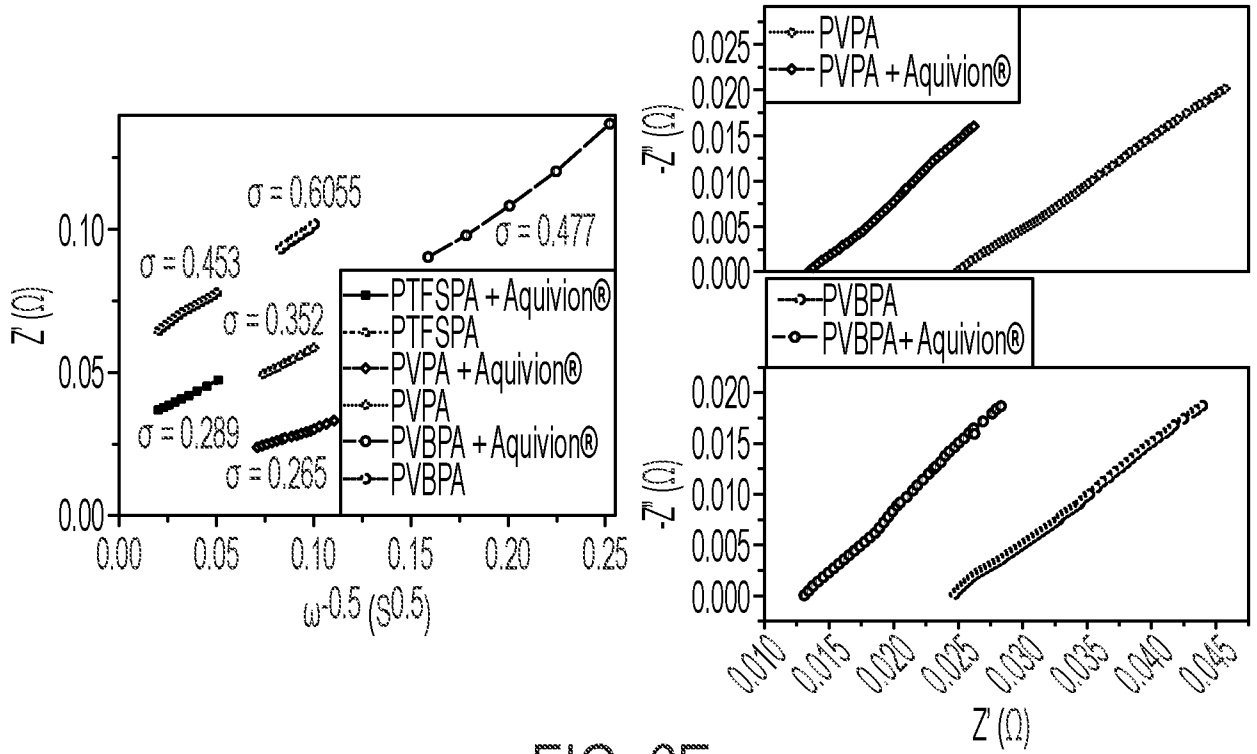 σ = 0.6055
σ = 0.453
σ = 0.477
σ = 0.352
σ = 0.289
σ = 0.265
PTFSPA + Aquivion®
PTFSPA
PVPA + Aquivion®
PVPA
PVBPA + Aquivion®
PVBPA
0.10
0.05
0.00
Z' (Ω)
0.00 0.05 0.10 0.15 0.20 0.25
ω-0.5 (S0.5)
PVPA
PVPA + Aquivion®
0.025
0.020
0.015
0.010
0.005
0.000
-Z" (Ω)
PVBPA
PVBPA+ Aquivion®
0.020
0.015
0.010
0.005
0.000
-Z" (Ω)
0.010 0.015 0.020 0.025 0.030 0.035 0.040 0.045
Z' (Ω)